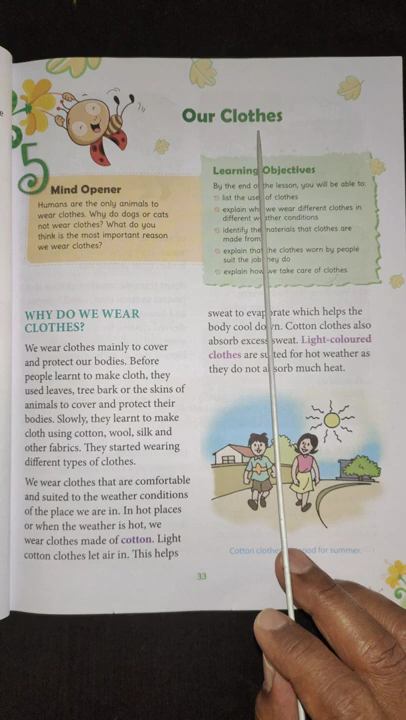 Our Clothes
5
Mind Opener
Humans are the only animals to
wear clothes. Why do dogs or cats
not wear clothes? What do you
think is the most important reason
we wear clothes?
Learning Objectives
By the end of the lesson, you will be able to:
list the uses of clothes
explain why we wear different clothes in
different weather conditions
identify the materials that clothes are
made from
explain that the clothes worn by people
suit the job they do
explain how we take care of clothes
WHY DO WE WEAR
CLOTHES?
We wear clothes mainly to cover
and protect our bodies. Before
people learnt to make cloth, they
used leaves, tree bark or the skins of
animals to cover and protect their
bodies. Slowly, they learnt to make
cloth using cotton, wool, silk and
other fabrics. They started wearing
different types of clothes.
We wear clothes that are comfortable
and suited to the weather conditions
of the place we are in. In hot places
or when the weather is hot, we
wear clothes made of cotton. Light
cotton clothes let air in. This helps
sweat to evaporate which helps the
body cool down. Cotton clothes also
absorb excess sweat. Light-coloured
clothes are suited for hot weather as
they do not absorb much heat.
Cotton clothes good for summer.
33